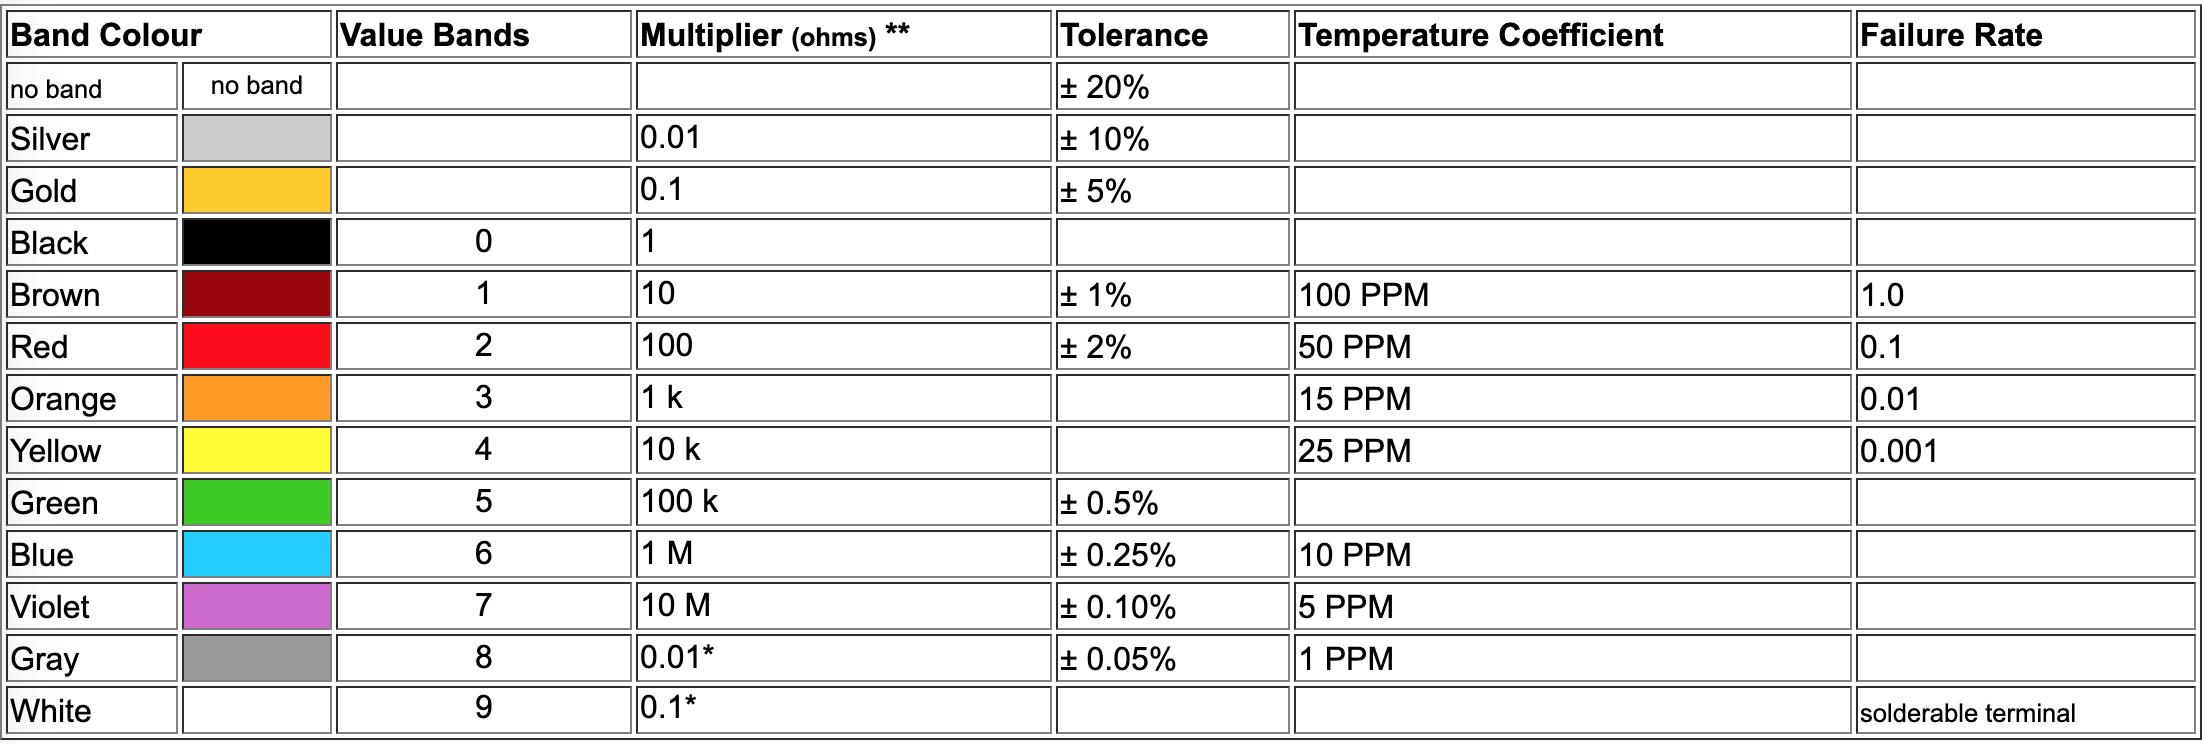 Band Colour Value Bands Multiplier (ohms) ** Tolerance Temperature Coefficient Failure Rate
no band no band ± 20%
Silver 0.01 ± 10%
Gold 0.1 ± 5%
Black 0 1
Brown 1 10 ± 1% 100 PPM 1.0
Red 2 100 ± 2% 50 PPM 0.1
Orange 3 1 k 15 PPM 0.01
Yellow 4 10 k 25 PPM 0.001
Green 5 100 k ± 0.5%
Blue 6 1 M ± 0.25% 10 PPM
Violet 7 10 M ± 0.10% 5 PPM
Gray 8 0.01* ± 0.05% 1 PPM
White 9 0.1* solderable terminal